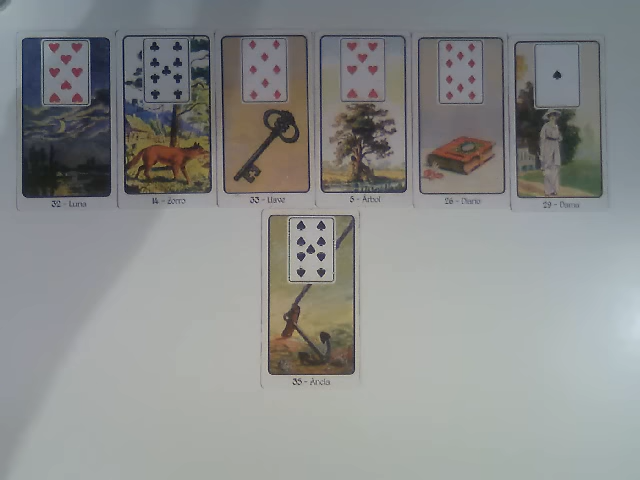 32 - Luna
14 - Zorro
33 - Llave
5 - Árbol
26 - Diario
29 - Dama
35 - Ancla